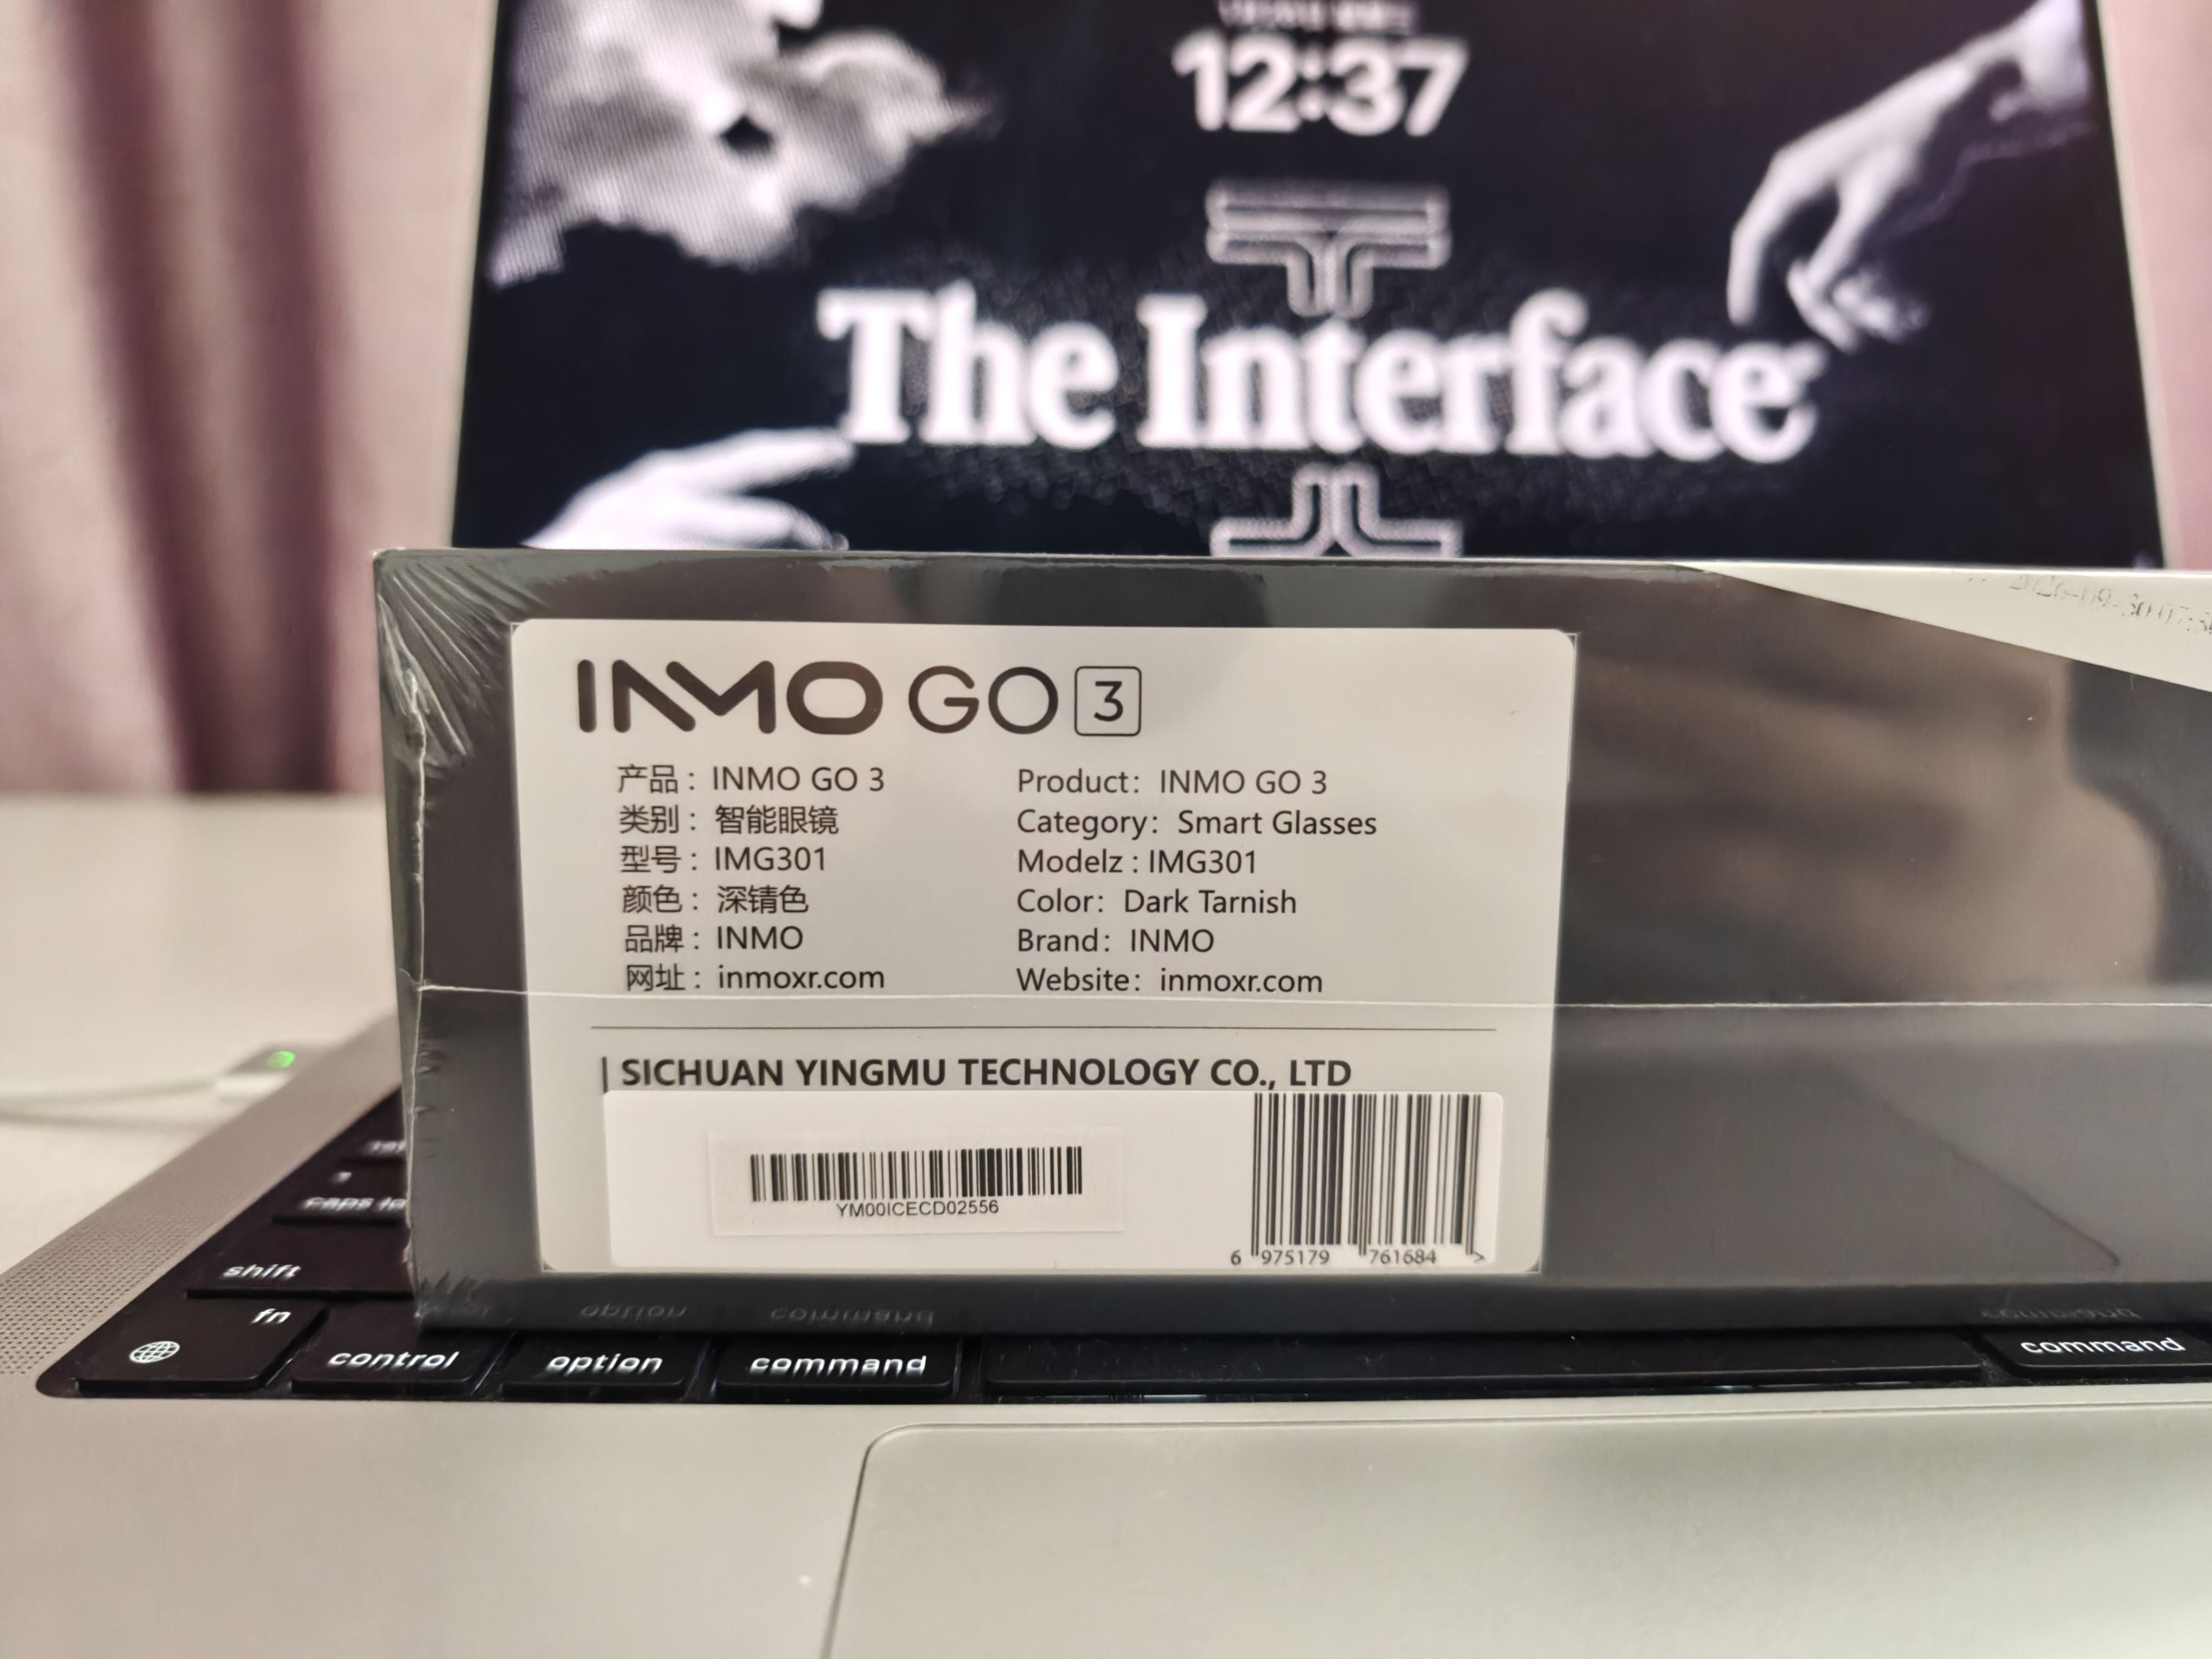 12:37
The Interface
INMO GO 3
产品：INMO GO 3
类别：智能眼镜
型号：IMG301
颜色：深锖色
品牌：INMO
网址：inmoxr.com
Product：INMO GO 3
Category：Smart Glasses
Modelz : IMG301
Color：Dark Tarnish
Brand：INMO
Website：inmoxr.com
| SICHUAN YINGMU TECHNOLOGY CO., LTD
YM00ICECD02556
6 975179 761684 >
shift
fn
control
option
command
command